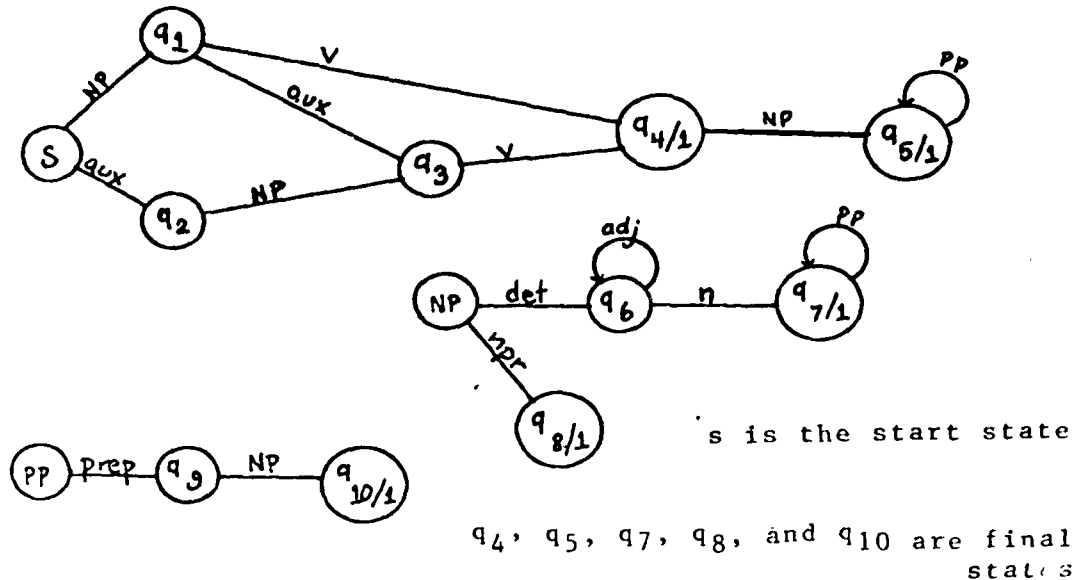 q1
V
PP
NP
aux
q4/1
NP
q5/1
S
q3
V
aux
NP
q2
adj
PP
NP
det
q6
n
q7/1
npr
q8/1
s is the start state
PP
prep
q9
NP
q10/1
q4, q5, q7, q8, and q10 are final
states